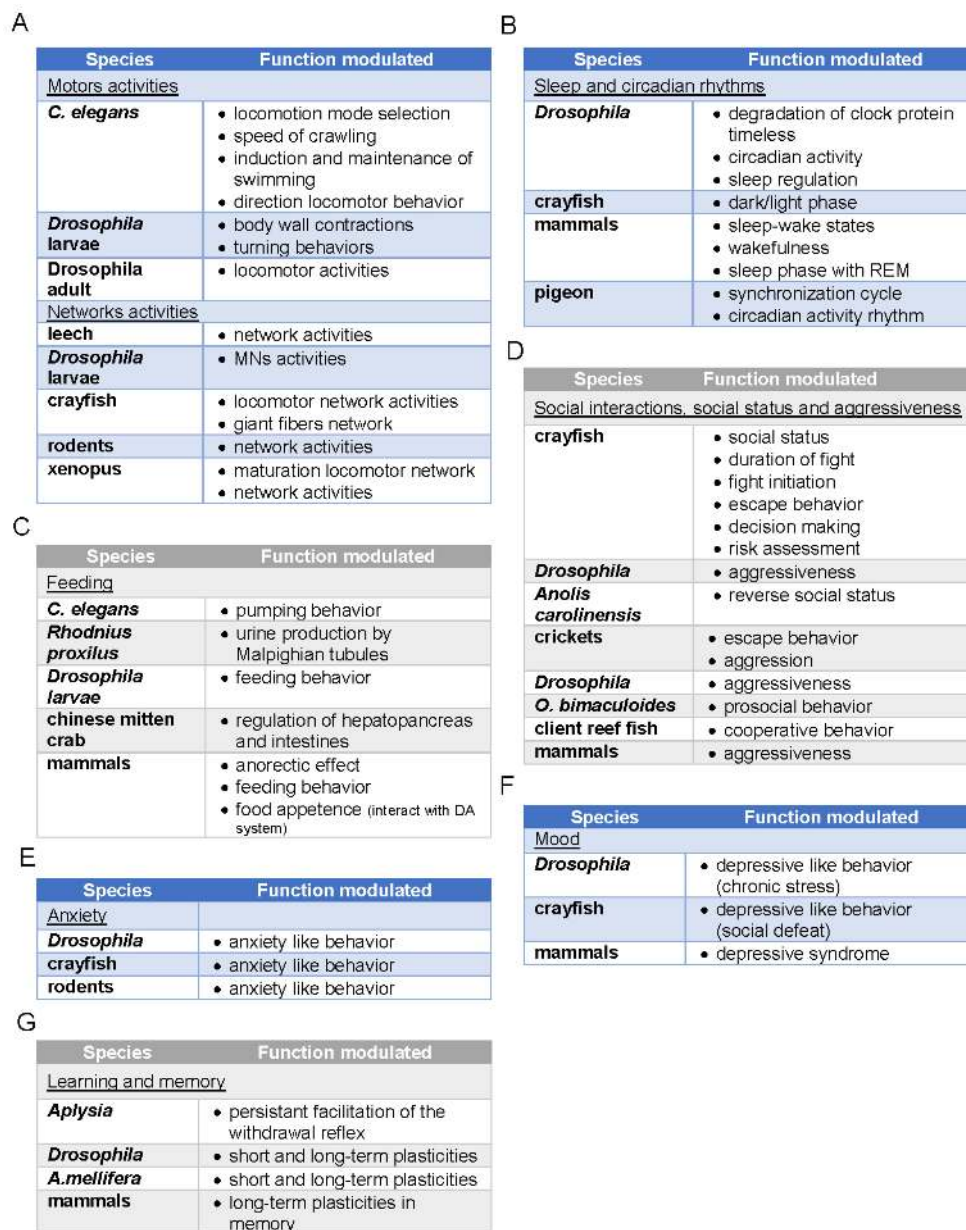 A
Species Function modulated
Motors activities
C. elegans • locomotion mode selection
• speed of crawling
• induction and maintenance of
swimming
• direction locomotor behavior
Drosophila • body wall contractions
larvae • turning behaviors
Drosophila • locomotor activities
adult
Networks activities
leech • network activities
Drosophila • MNs activities
larvae
crayfish • locomotor network activities
• giant fibers network
rodents • network activities
xenopus • maturation locomotor network
• network activities
B
Species Function modulated
Sleep and circadian rhythms
Drosophila • degradation of clock protein
timeless
• circadian activity
• sleep regulation
crayfish • dark/light phase
mammals • sleep-wake states
• wakefulness
• sleep phase with REM
pigeon • synchronization cycle
• circadian activity rhythm
C
Species Function modulated
Feeding
C. elegans • pumping behavior
Rhodnius • urine production by
proxilus Malpighian tubules
Drosophila • feeding behavior
larvae
chinese mitten • regulation of hepatopancreas
crab and intestines
mammals • anorectic effect
• feeding behavior
• food appetence (interact with DA
system)
D
Species Function modulated
Social interactions, social status and aggressiveness
crayfish • social status
• duration of fight
• fight initiation
• escape behavior
• decision making
• risk assessment
Drosophila • aggressiveness
Anolis • reverse social status
carolinensis
crickets • escape behavior
• aggression
Drosophila • aggressiveness
O. bimaculoides • prosocial behavior
client reef fish • cooperative behavior
mammals • aggressiveness
E
Species Function modulated
Anxiety
Drosophila • anxiety like behavior
crayfish • anxiety like behavior
rodents • anxiety like behavior
F
Species Function modulated
Mood
Drosophila • depressive like behavior
(chronic stress)
crayfish • depressive like behavior
(social defeat)
mammals • depressive syndrome
G
Species Function modulated
Learning and memory
Aplysia • persistant facilitation of the
withdrawal reflex
Drosophila • short and long-term plasticities
A.mellifera • short and long-term plasticities
mammals • long-term plasticities in
memory